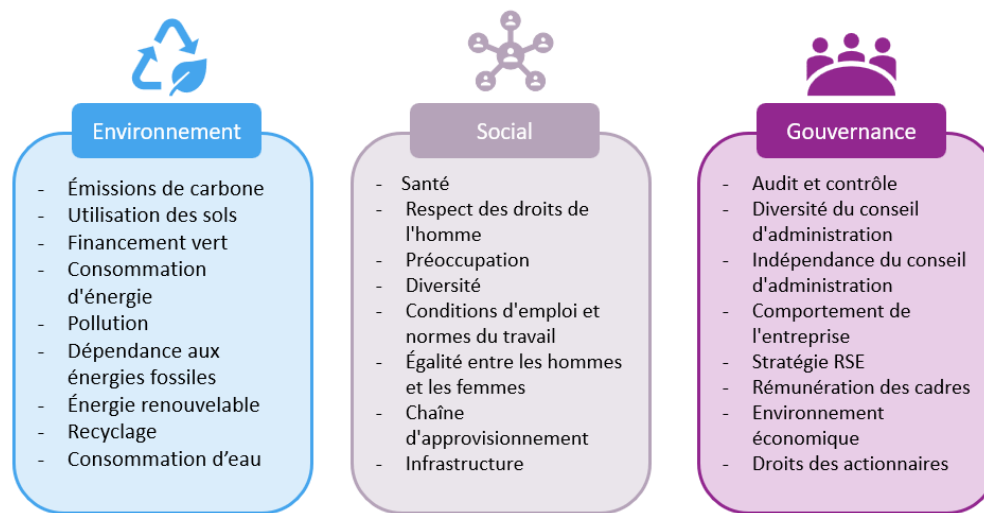 Environnement
- Émissions de carbone
- Utilisation des sols
- Financement vert
- Consommation
d'énergie
- Pollution
- Dépendance aux
énergies fossiles
- Énergie renouvelable
- Recyclage
- Consommation d’eau
Social
- Santé
- Respect des droits de
l'homme
- Préoccupation
- Diversité
- Conditions d'emploi et
normes du travail
- Égalité entre les hommes
et les femmes
- Chaîne
d'approvisionnement
- Infrastructure
Gouvernance
- Audit et contrôle
- Diversité du conseil
d'administration
- Indépendance du conseil
d'administration
- Comportement de
l'entreprise
- Stratégie RSE
- Rémunération des cadres
- Environnement
économique
- Droits des actionnaires